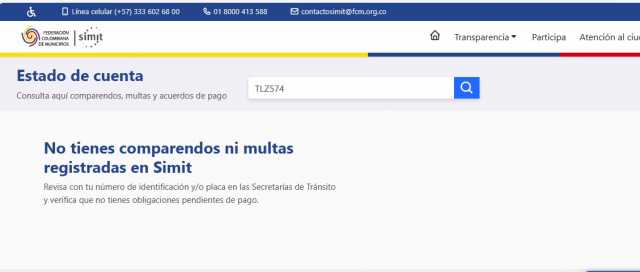 Línea celular (+57) 333 602 68 00 01 8000 413 588 contactosimit@fcm.org.co
FEDERACIÓN
COLOMBIANA
DE MUNICIPIOS
simit
Transparencia Participa Atención al ciu
Estado de cuenta
Consulta aquí comparendos, multas y acuerdos de pago
TLZ574
No tienes comparendos ni multas
registradas en Simit
Revisa con tu número de identificación y/o placa en las Secretarías de Tránsito
y verifica que no tienes obligaciones pendientes de pago.